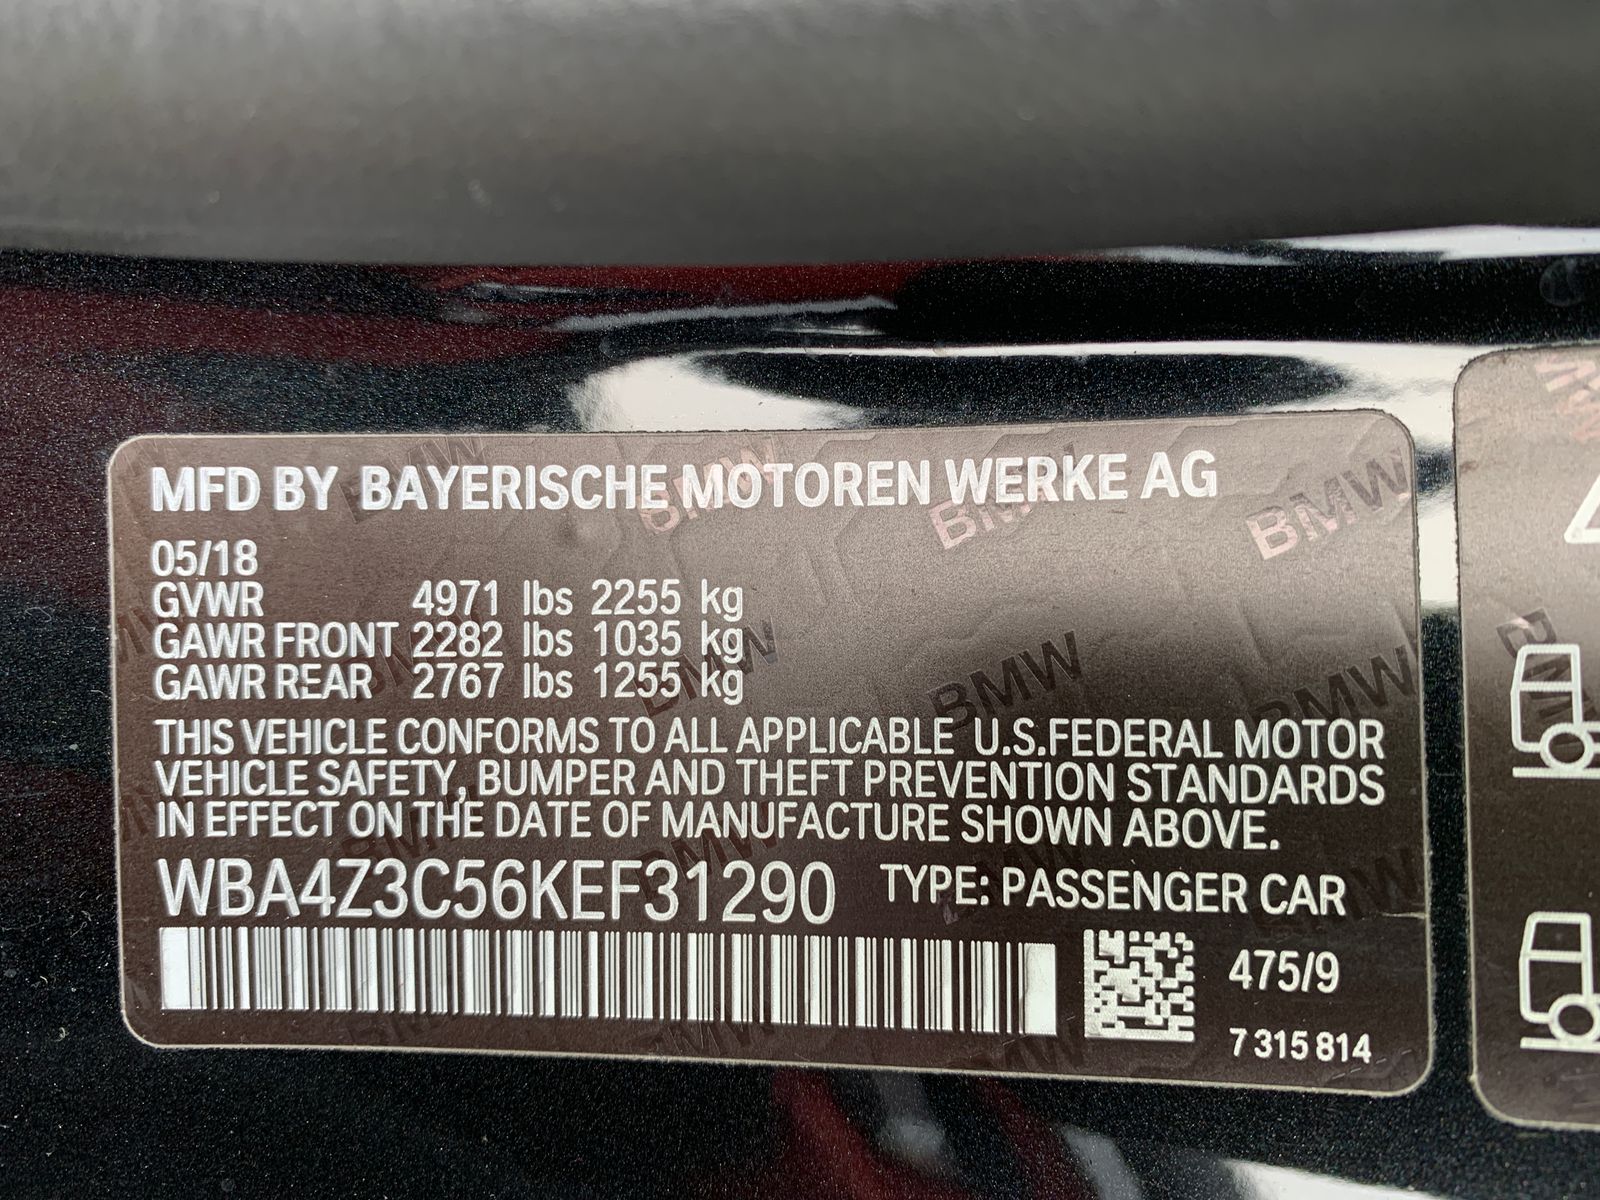 MFD BY BAYERISCHE MOTOREN WERKE AG
05/18
GVWR 4971 lbs 2255 kg
GAWR FRONT 2282 lbs 1035 kg
GAWR REAR 2767 lbs 1255 kg
THIS VEHICLE CONFORMS TO ALL APPLICABLE U.S.FEDERAL MOTOR
VEHICLE SAFETY, BUMPER AND THEFT PREVENTION STANDARDS
IN EFFECT ON THE DATE OF MANUFACTURE SHOWN ABOVE.
WBA4Z3C56KEF31290 TYPE: PASSENGER CAR
475/9
7 315 814